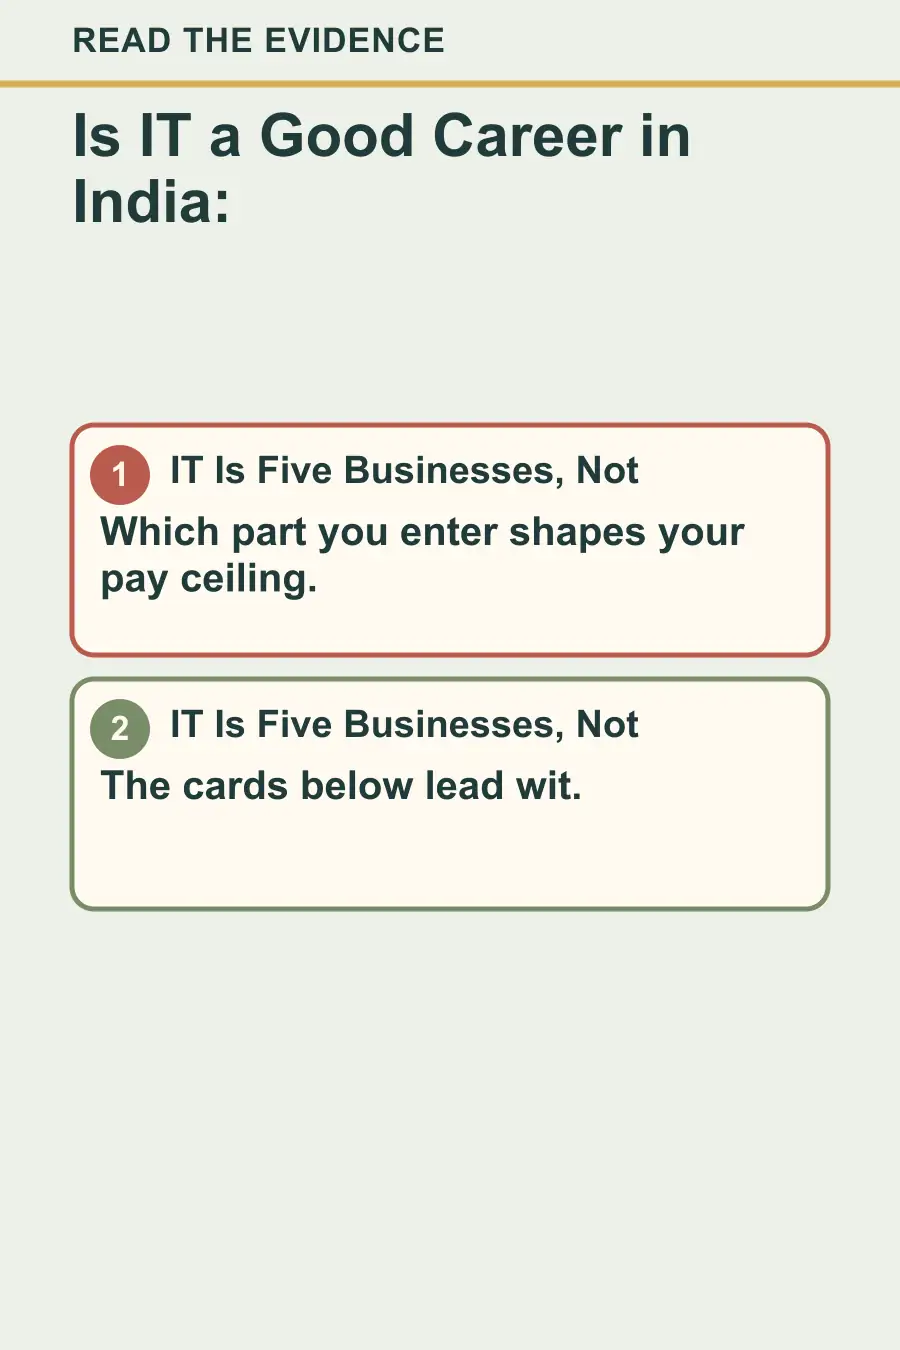 READ THE EVIDENCE
Is IT a Good Career in
India:
1 IT Is Five Businesses, Not
Which part you enter shapes your
pay ceiling.
2 IT Is Five Businesses, Not
The cards below lead wit.